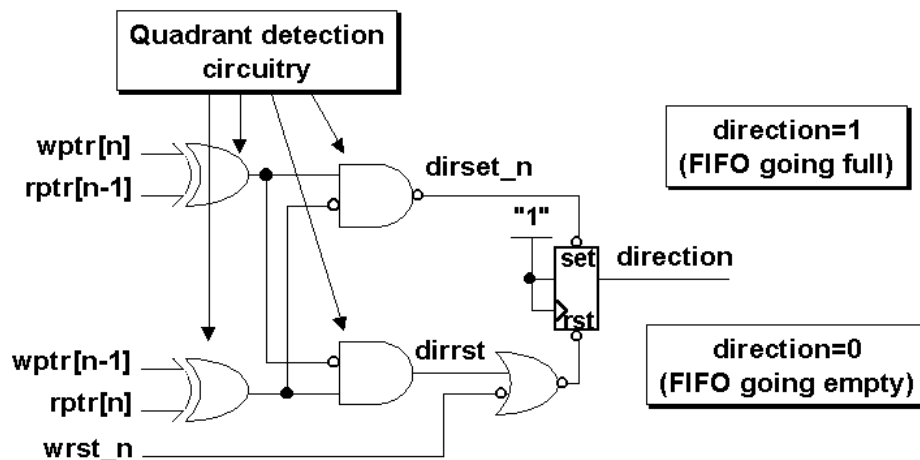 Quadrant detection
circuitry
wptr[n]
rptr[n-1]
dirset_n
direction=1
(FIFO going full)
"1"
set
direction
rst
wptr[n-1]
rptr[n]
dirrst
direction=0
(FIFO going empty)
wrst_n